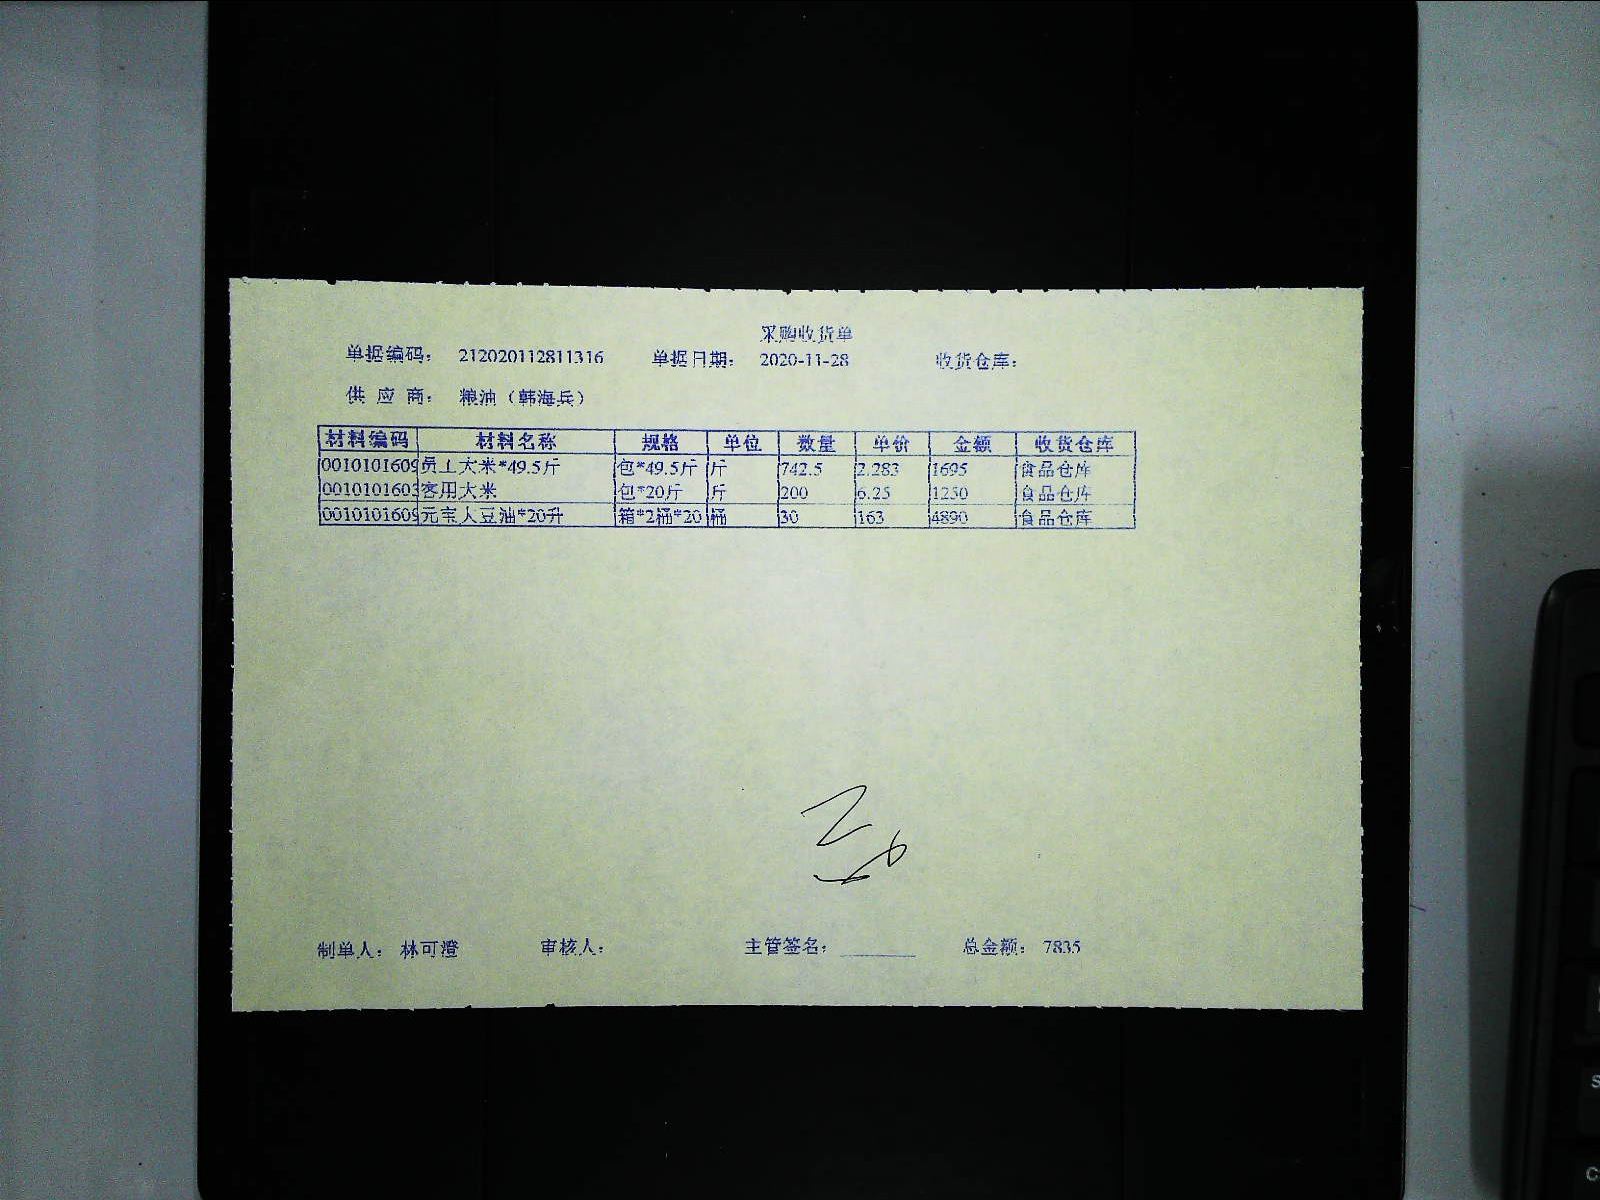 采购收货单
单据编码： 212020112811316 单据日期： 2020-11-28 收货仓库：
供 应 商： 粮油（韩海兵）
材料编码 材料名称 规格 单位 数量 单价 金额 收货仓库
0010101609 员工大米*49.5斤 包*49.5斤 斤 742.5 2.283 1695 食品仓库
0010101603 客用大米 包*20斤 斤 200 6.25 1250 食品仓库
0010101609 元宝大豆油*20升 箱*2桶*20 桶 30 163 4890 食品仓库
制单人： 林可澄 审核人： 主管签名： 总金额： 7835